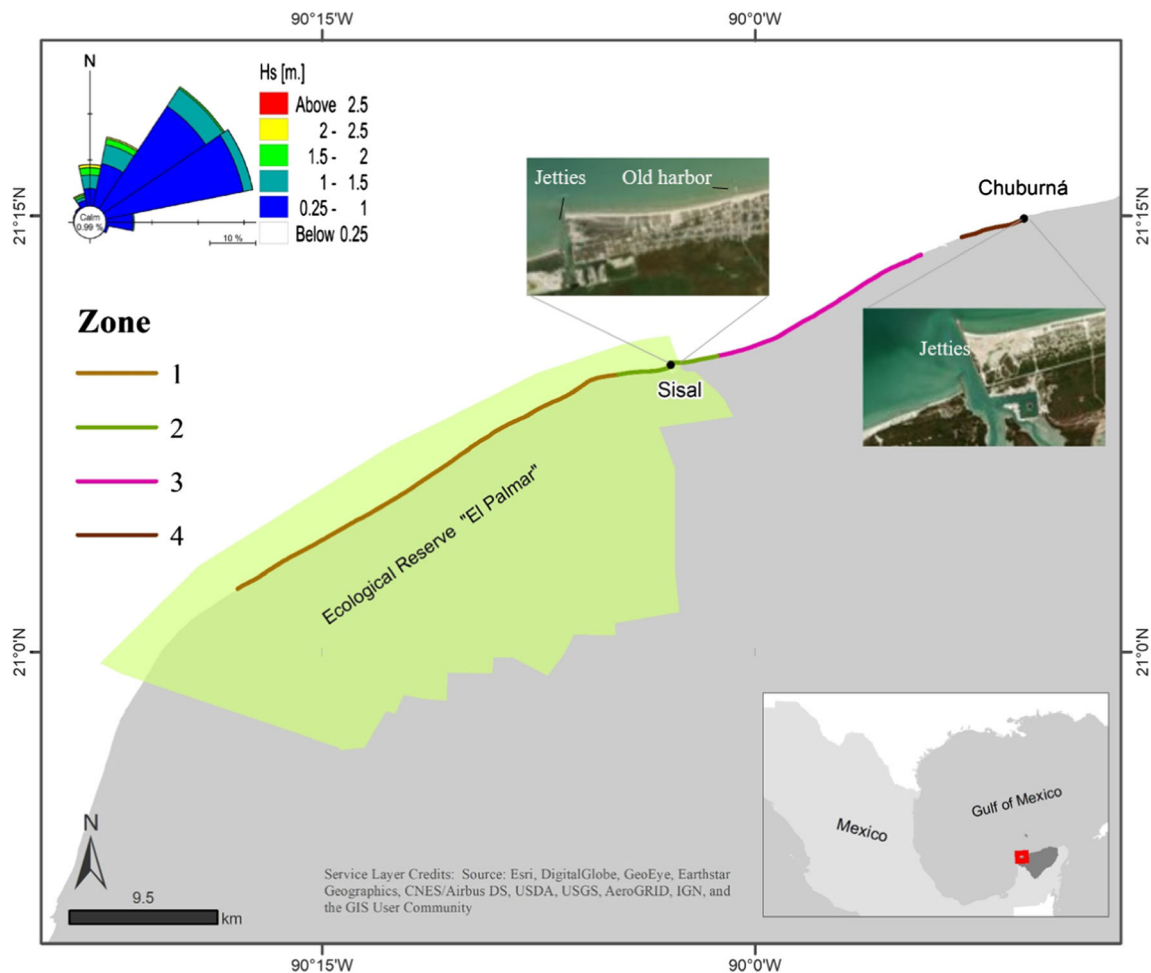 90°15'W
90°0'W
N
Hs [m.]
Above 2.5
2 - 2.5
1.5 - 2
1 - 1.5
0.25 - 1
Below 0.25
Calm
0.99 %
10 %
Jetties
Old harbor
Chuburná
21°15'N
21°15'N
Zone
1
2
3
4
Jetties
Sisal
Ecological Reserve "El Palmar"
21°0'N
21°0'N
Gulf of Mexico
Mexico
N
9.5
km
Service Layer Credits: Source: Esri, DigitalGlobe, GeoEye, Earthstar
Geographics, CNES/Airbus DS, USDA, USGS, AeroGRID, IGN, and
the GIS User Community
90°15'W
90°0'W